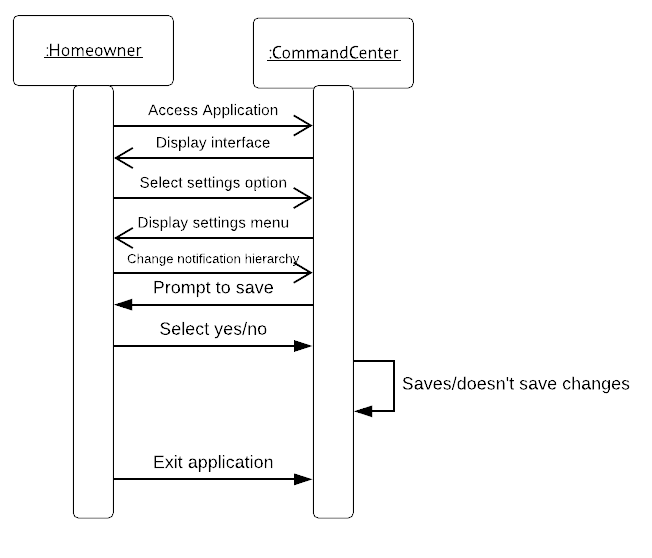 :Homeowner
:CommandCenter
Access Application
Display interface
Select settings option
Display settings menu
Change notification hierarchy
Prompt to save
Select yes/no
Saves/doesn't save changes
Exit application